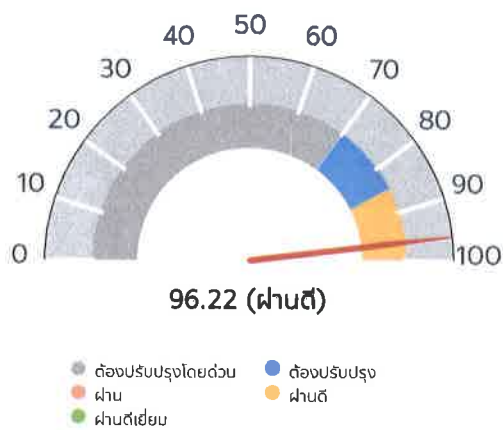 50
40 60
30 70
20 80
10 90
0 100
96.22 (ผ่านดี)
ต้องปรับปรุงโดยด่วน ต้องปรับปรุง
ผ่าน ผ่านดี
ผ่านดีเยี่ยม